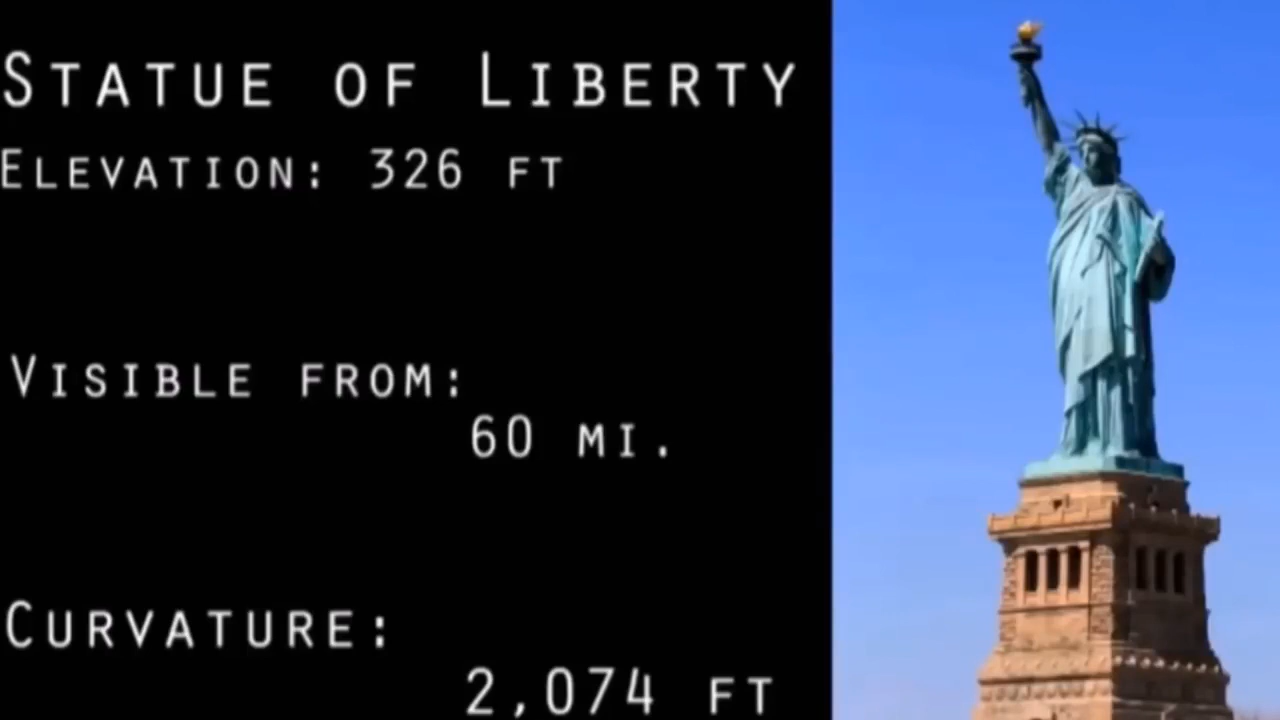 STATUE OF LIBERTY
ELEVATION: 326 FT
VISIBLE FROM:
60 MI.
CURVATURE:
2,074 FT